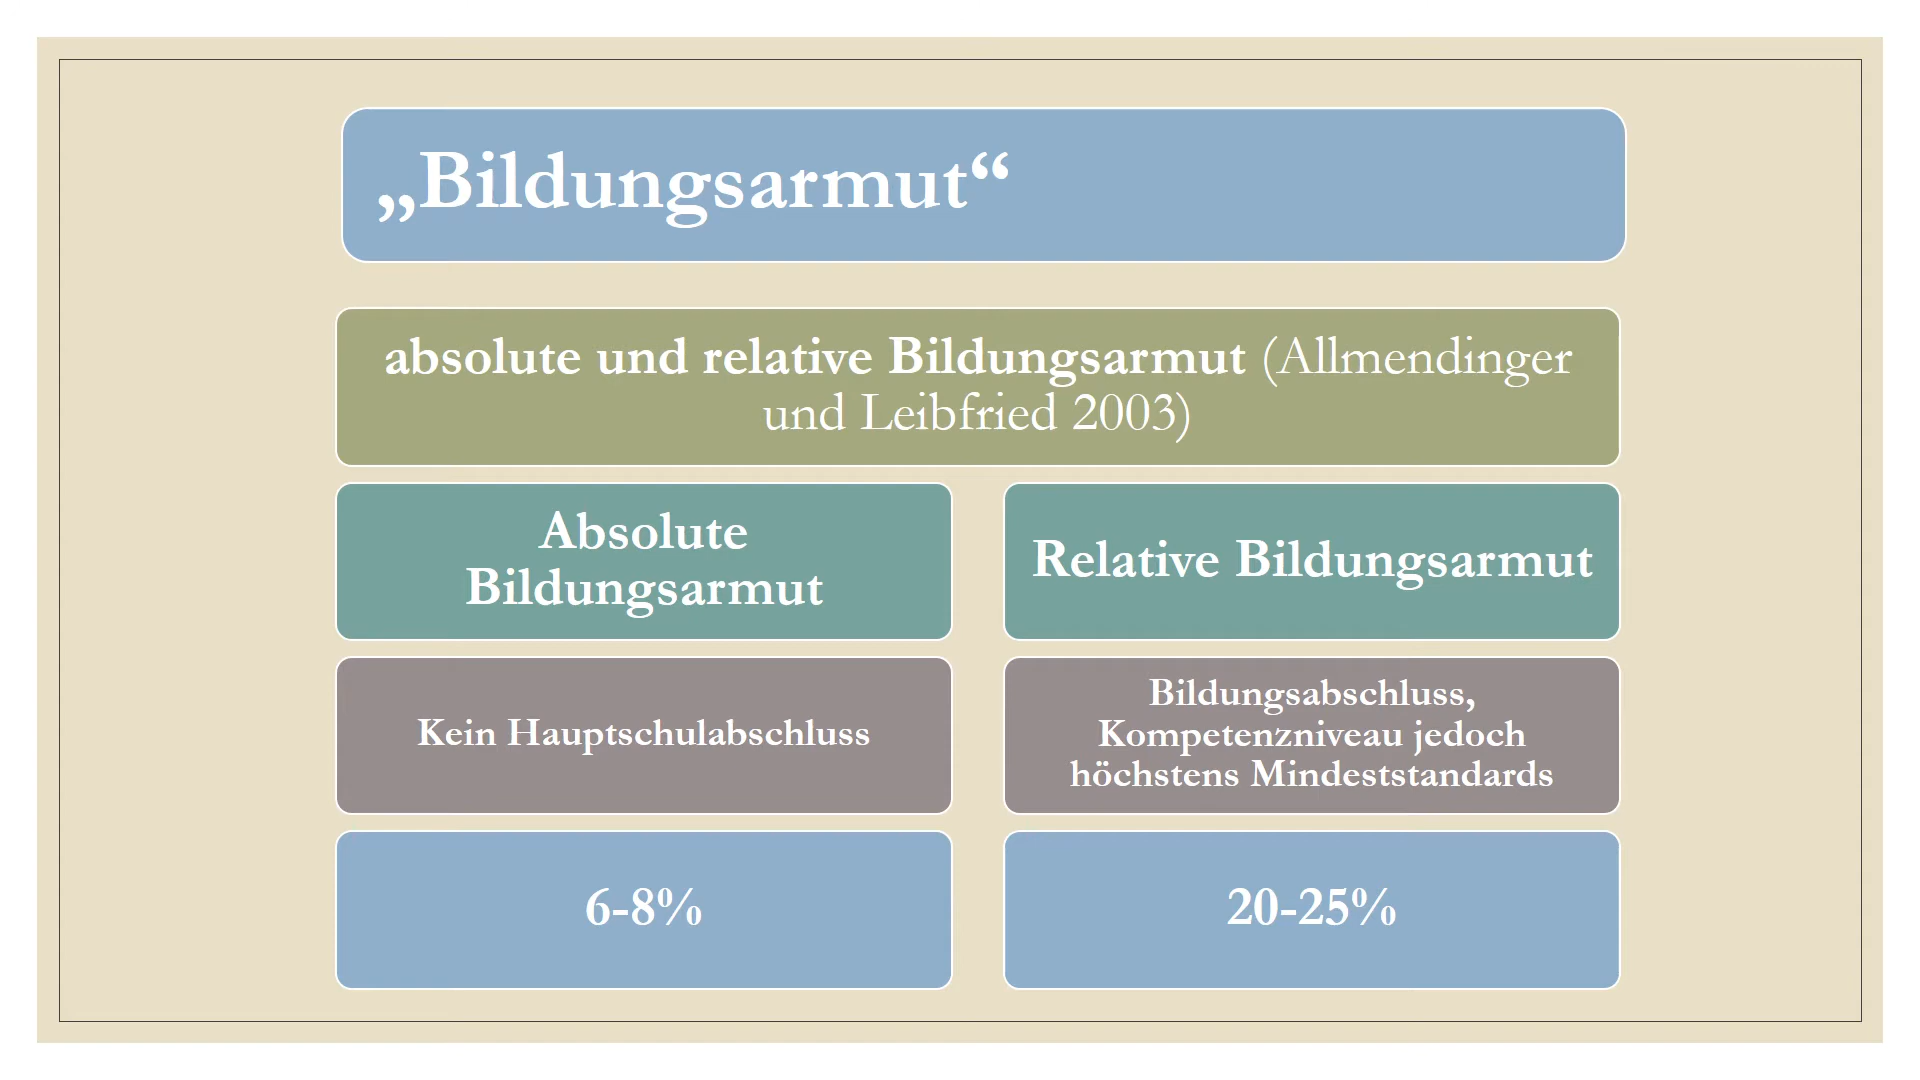 „Bildungsarmut“
absolute und relative Bildungsarmut (Allmendinger
und Leibfried 2003)
Absolute
Bildungsarmut
Relative Bildungsarmut
Kein Hauptschulabschluss
Bildungsabschluss,
Kompetenzniveau jedoch
höchstens Mindeststandards
6-8%
20-25%